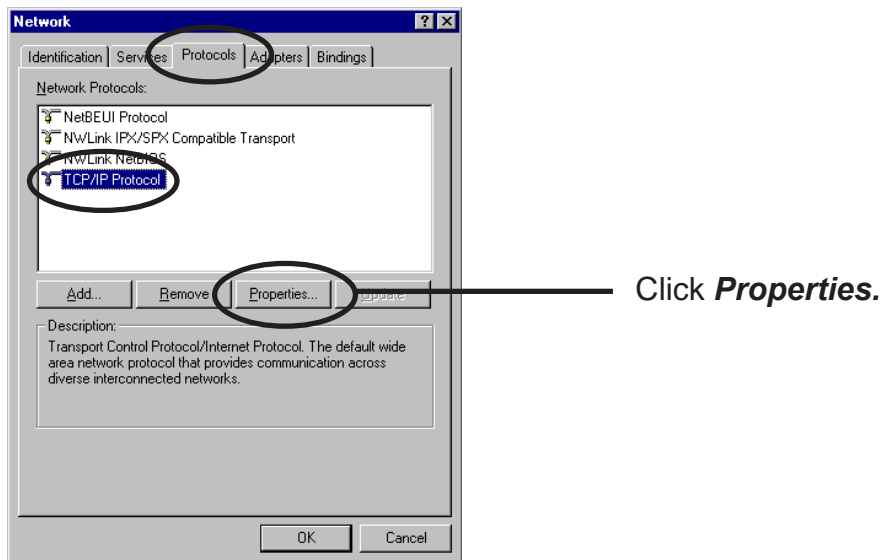 Network
Identification Services Protocols Adapters Bindings
Network Protocols:
NetBEUI Protocol
NWLink IPX/SPX Compatible Transport
NWLink NetBIOS
TCP/IP Protocol
Add... Remove Properties... Update
Click Properties.
Description:
Transport Control Protocol/Internet Protocol. The default wide
area network protocol that provides communication across
diverse interconnected networks.
OK Cancel